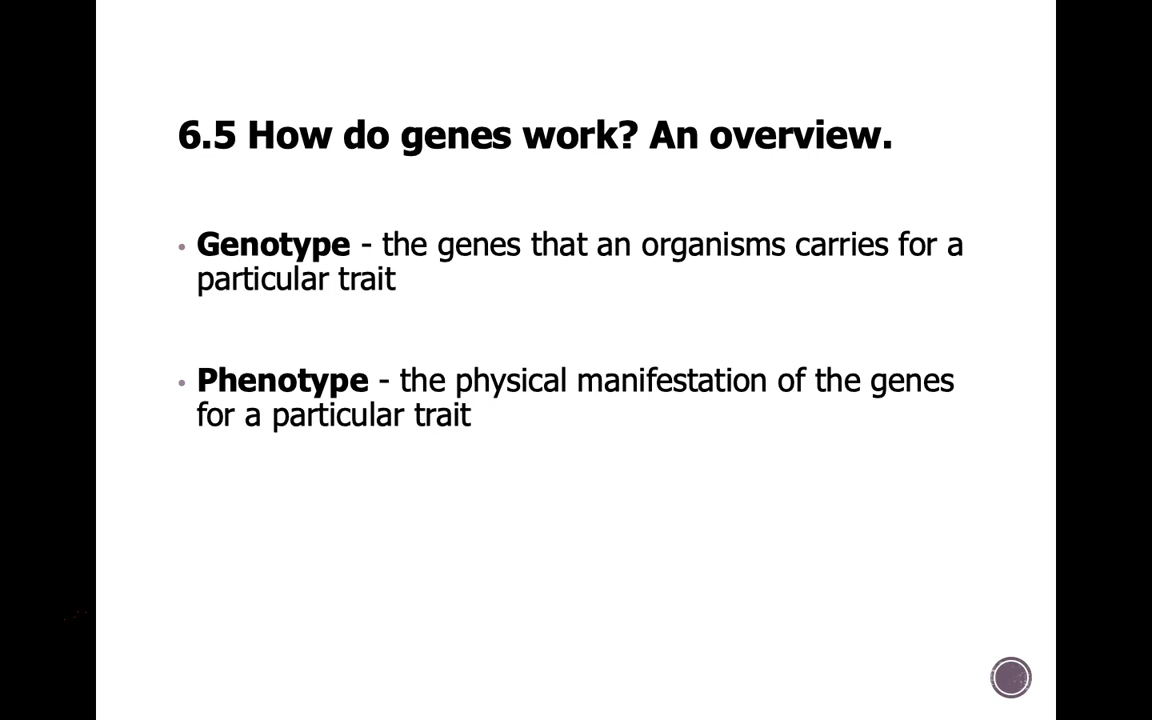 6.5 How do genes work? An overview.
• Genotype - the genes that an organisms carries for a
particular trait
• Phenotype - the physical manifestation of the genes
for a particular trait